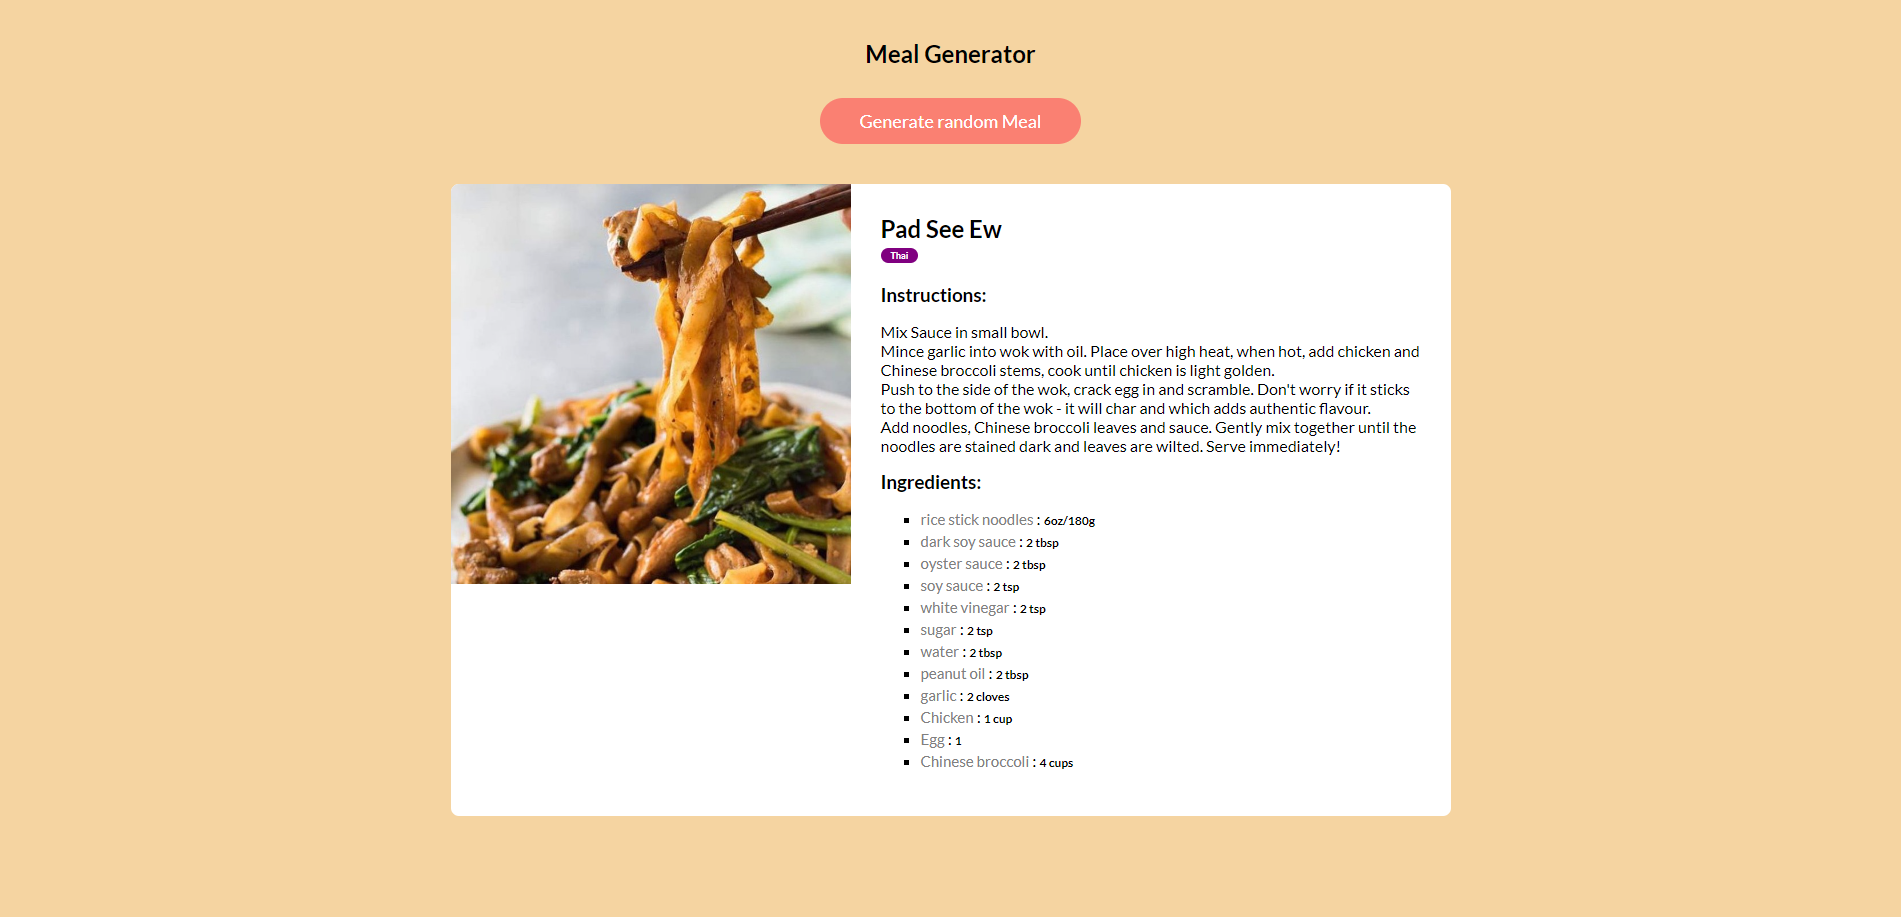 Meal Generator
Generate random Meal
Pad See Ew
Thai
Instructions:
Mix Sauce in small bowl.
Mince garlic into wok with oil. Place over high heat, when hot, add chicken and
Chinese broccoli stems, cook until chicken is light golden.
Push to the side of the wok, crack egg in and scramble. Don't worry if it sticks
to the bottom of the wok - it will char and which adds authentic flavour.
Add noodles, Chinese broccoli leaves and sauce. Gently mix together until the
noodles are stained dark and leaves are wilted. Serve immediately!
Ingredients:
rice stick noodles : 6oz/180g
dark soy sauce : 2 tbsp
oyster sauce : 2 tbsp
soy sauce : 2 tsp
white vinegar : 2 tsp
sugar : 2 tsp
water : 2 tbsp
peanut oil : 2 tbsp
garlic : 2 cloves
Chicken : 1 cup
Egg : 1
Chinese broccoli : 4 cups